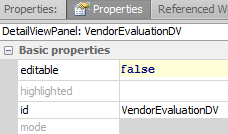 Properties: Properties Referenced W
DetailViewPanel: VendorEvaluationDV
Basic properties
editable false
highlighted
id VendorEvaluationDV
mode